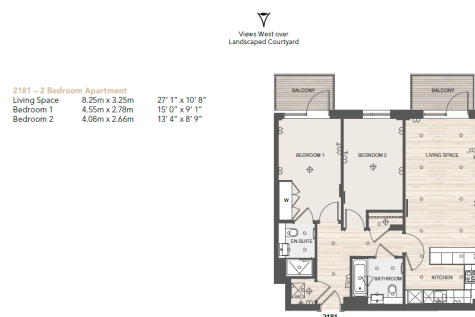 Views West over
Landscaped Courtyard
2181 – 2 Bedroom Apartment
Living Space 8.25m x 3.25m 27' 1" x 10' 8"
Bedroom 1 4.55m x 2.78m 15' 0" x 9' 1"
Bedroom 2 4.08m x 2.66m 13' 4" x 8' 9"
BALCONY BALCONY
BEDROOM 1 BEDROOM 2 LIVING SPACE
W
C
EN SUITE
BATHROOM KITCHEN
2181